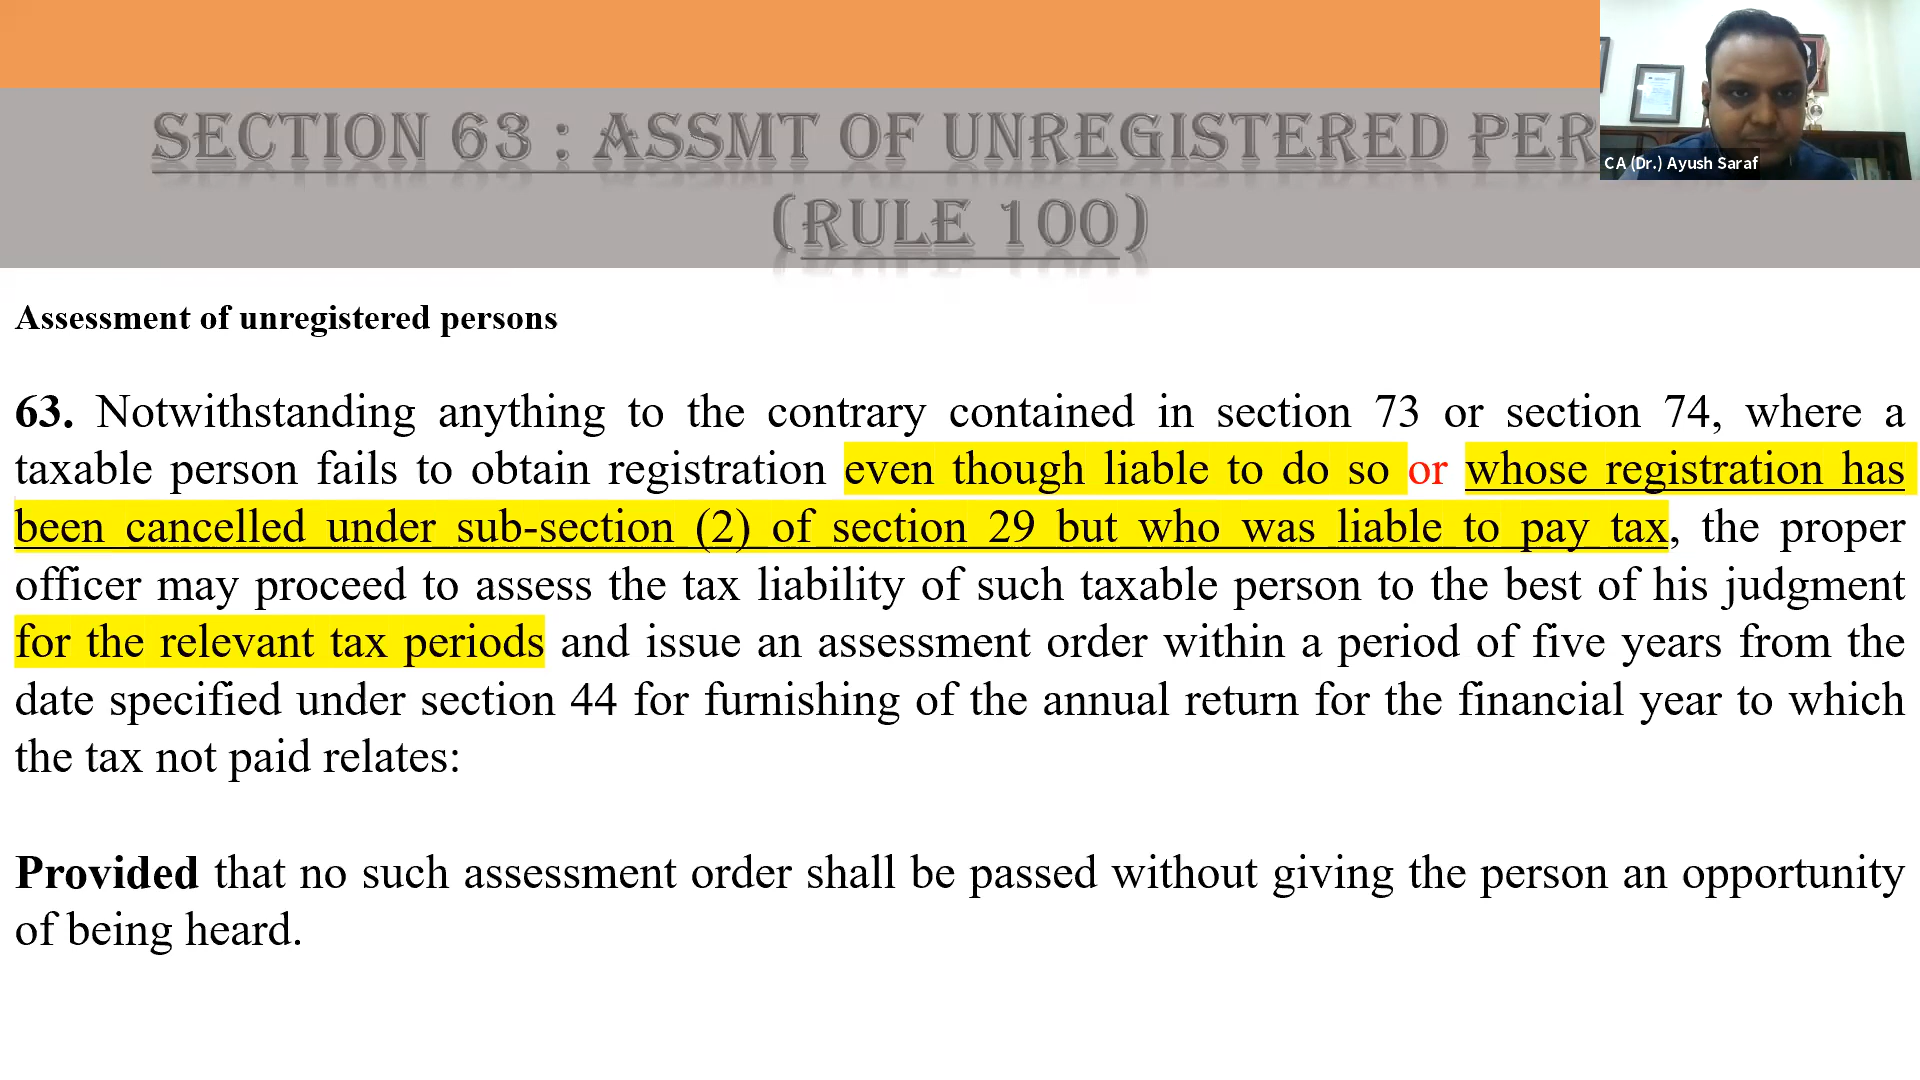 SECTION 63 : ASSMT OF UNREGISTERED PER
(RULE 100)
CA (Dr.) Ayush Saraf
Assessment of unregistered persons
63. Notwithstanding anything to the contrary contained in section 73 or section 74, where a
taxable person fails to obtain registration even though liable to do so or whose registration has
been cancelled under sub-section (2) of section 29 but who was liable to pay tax, the proper
officer may proceed to assess the tax liability of such taxable person to the best of his judgment
for the relevant tax periods and issue an assessment order within a period of five years from the
date specified under section 44 for furnishing of the annual return for the financial year to which
the tax not paid relates:
Provided that no such assessment order shall be passed without giving the person an opportunity
of being heard.